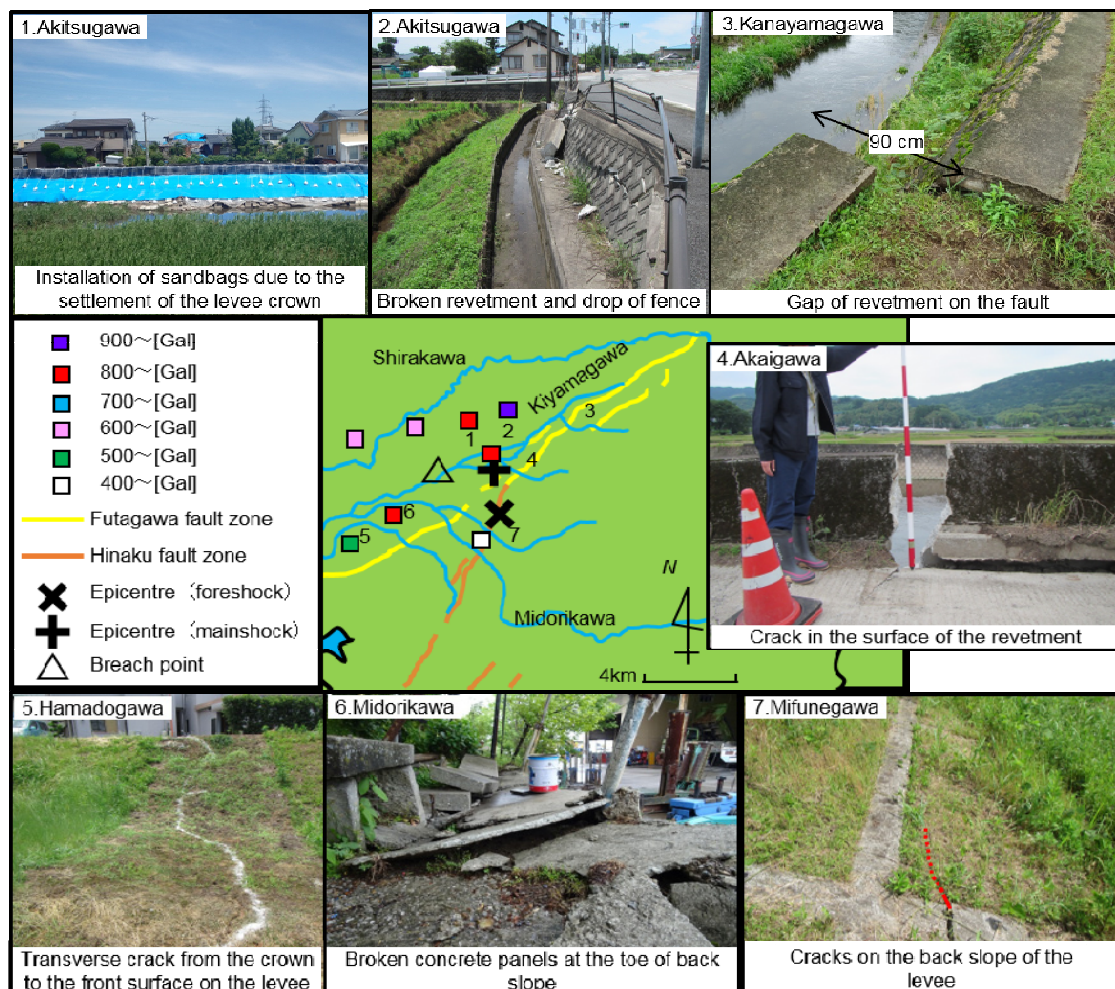 1.Akitsugawa
Installation of sandbags due to the
settlement of the levee crown
2.Akitsugawa
Broken revetment and drop of fence
3.Kanayamagawa
90 cm
Gap of revetment on the fault
900～[Gal]
800～[Gal]
700～[Gal]
600～[Gal]
500～[Gal]
400～[Gal]
Futagawa fault zone
Hinaku fault zone
Epicentre（foreshock）
Epicentre（mainshock）
Breach point
Shirakawa
Kiyamagawa
1
2
3
4
5
6
7
Midorikawa
N
4km
4.Akaigawa
Crack in the surface of the revetment
5.Hamadogawa
Transverse crack from the crown
to the front surface on the levee
6.Midorikawa
Broken concrete panels at the toe of back
slope
7.Mifunegawa
Cracks on the back slope of the
levee